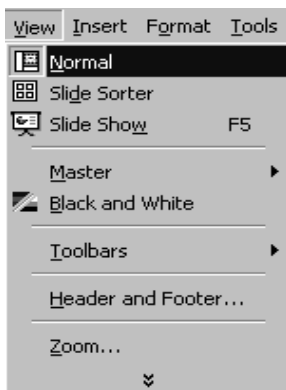 View Insert Format Tools
Normal
Slide Sorter
Slide Show F5
Master
Black and White
Toolbars
Header and Footer...
Zoom...